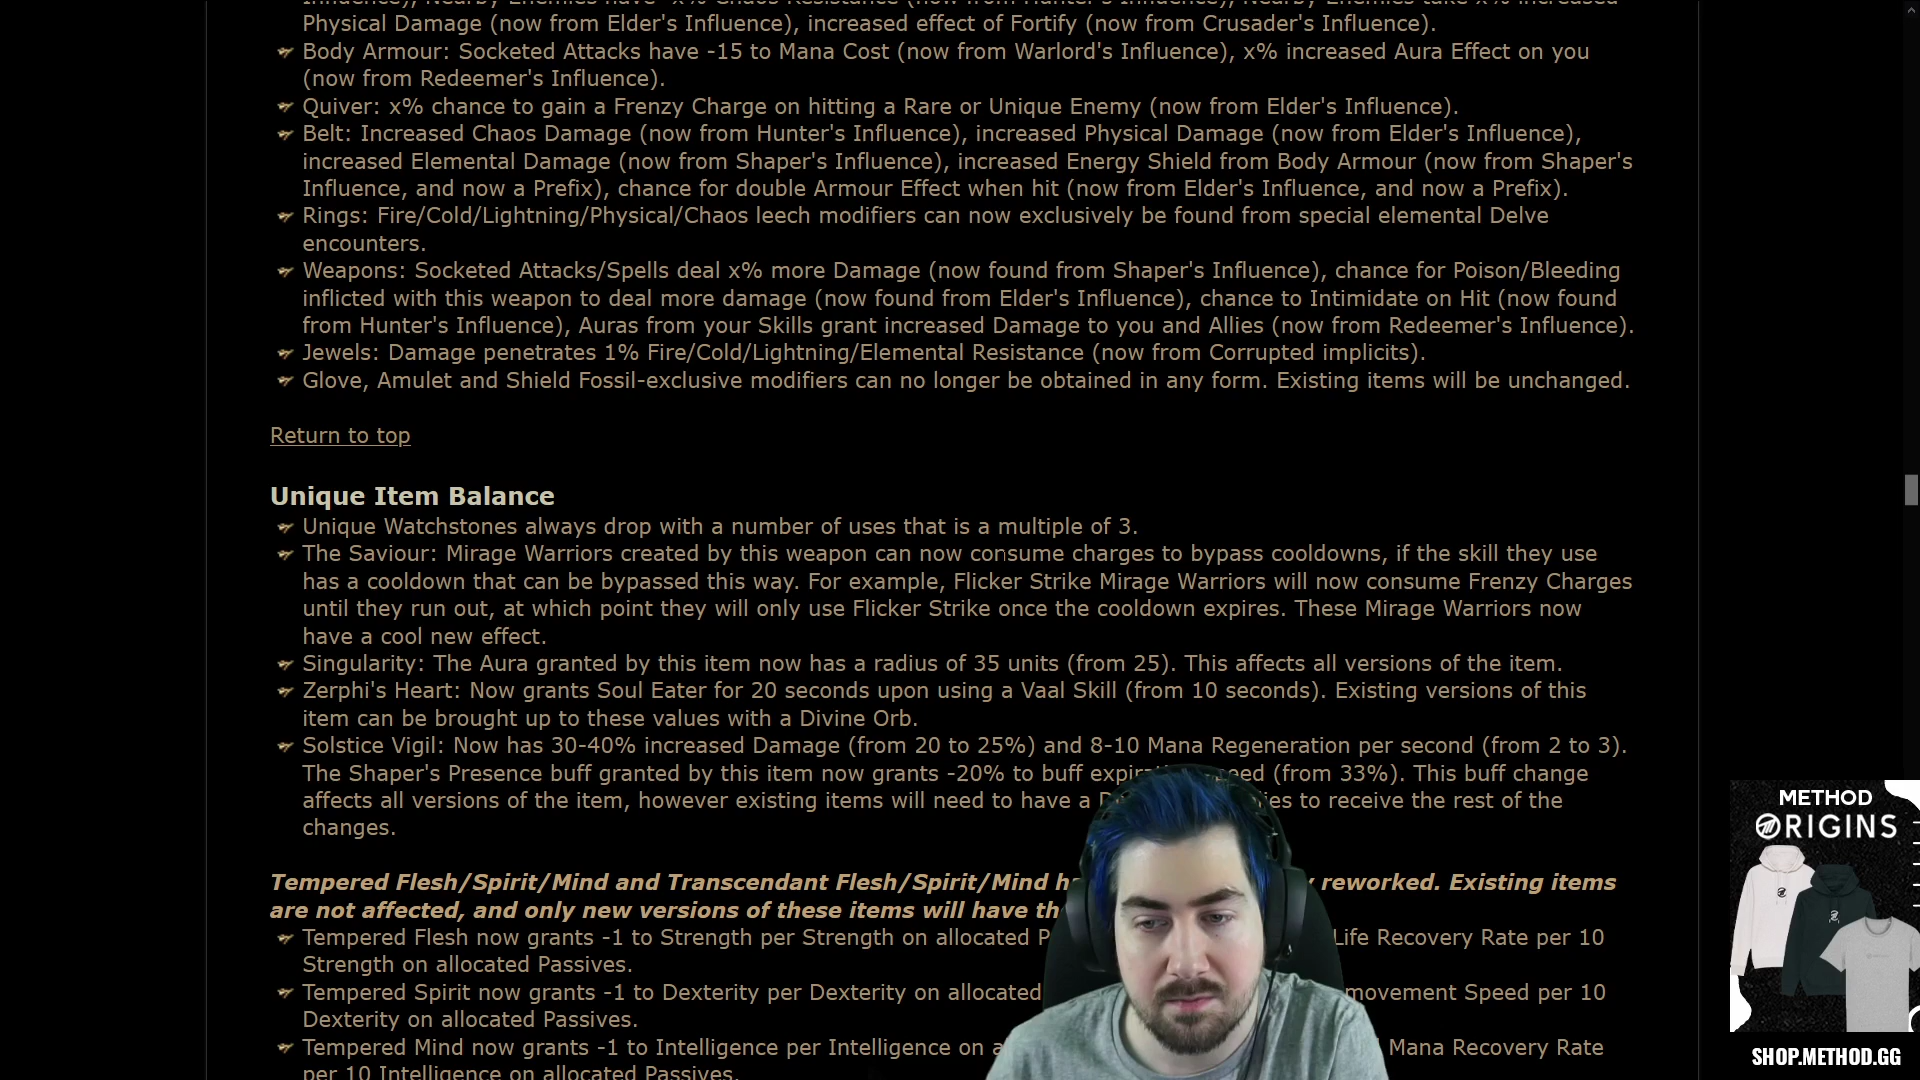 Physical Damage (now from Elder's Influence), increased effect of Fortify (now from Crusader's Influence).
Body Armour: Socketed Attacks have -15 to Mana Cost (now from Warlord's Influence), x% increased Aura Effect on you
(now from Redeemer's Influence).
Quiver: x% chance to gain a Frenzy Charge on hitting a Rare or Unique Enemy (now from Elder's Influence).
Belt: Increased Chaos Damage (now from Hunter's Influence), increased Physical Damage (now from Elder's Influence),
increased Elemental Damage (now from Shaper's Influence), increased Energy Shield from Body Armour (now from Shaper's
Influence, and now a Prefix), chance for double Armour Effect when hit (now from Elder's Influence, and now a Prefix).
Rings: Fire/Cold/Lightning/Physical/Chaos leech modifiers can now exclusively be found from special elemental Delve
encounters.
Weapons: Socketed Attacks/Spells deal x% more Damage (now found from Shaper's Influence), chance for Poison/Bleeding
inflicted with this weapon to deal more damage (now found from Elder's Influence), chance to Intimidate on Hit (now found
from Hunter's Influence), Auras from your Skills grant increased Damage to you and Allies (now from Redeemer's Influence).
Jewels: Damage penetrates 1% Fire/Cold/Lightning/Elemental Resistance (now from Corrupted implicits).
Glove, Amulet and Shield Fossil-exclusive modifiers can no longer be obtained in any form. Existing items will be unchanged.
Return to top
Unique Item Balance
Unique Watchstones always drop with a number of uses that is a multiple of 3.
The Saviour: Mirage Warriors created by this weapon can now consume charges to bypass cooldowns, if the skill they use
has a cooldown that can be bypassed this way. For example, Flicker Strike Mirage Warriors will now consume Frenzy Charges
until they run out, at which point they will only use Flicker Strike once the cooldown expires. These Mirage Warriors now
have a cool new effect.
Singularity: The Aura granted by this item now has a radius of 35 units (from 25). This affects all versions of the item.
Zerphi's Heart: Now grants Soul Eater for 20 seconds upon using a Vaal Skill (from 10 seconds). Existing versions of this
item can be brought up to these values with a Divine Orb.
Solstice Vigil: Now has 30-40% increased Damage (from 20 to 25%) and 8-10 Mana Regeneration per second (from 2 to 3).
The Shaper's Presence buff granted by this item now grants -20% to buff (from 33%). This buff change
affects all versions of the item, however existing items will need to have a to receive the rest of the
changes.
Tempered Flesh/Spirit/Mind and Transcendant Flesh/Spirit/Mind reworked. Existing items
are not affected, and only new versions of these items will have
Tempered Flesh now grants -1 to Strength per Strength on allocated Life Recovery Rate per 10
Strength on allocated Passives.
Tempered Spirit now grants -1 to Dexterity per Dexterity on allocated movement Speed per 10
Dexterity on allocated Passives.
Tempered Mind now grants -1 to Intelligence per Intelligence on Mana Recovery Rate
per 10 Intelligence on allocated Passives.
METHOD
ORIGINS
SHOP.METHOD.GG